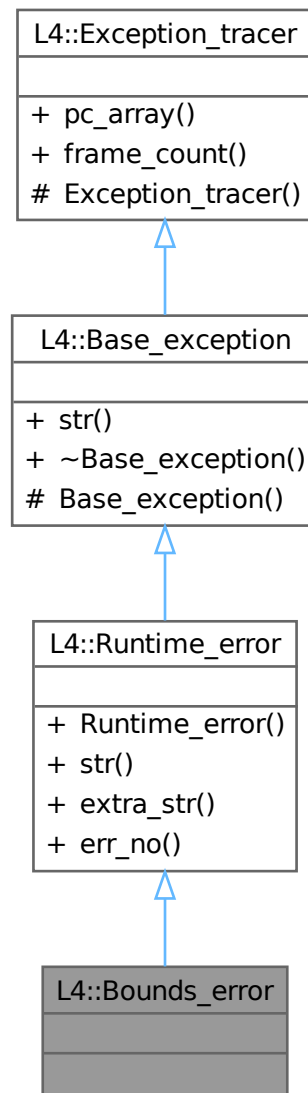 L4::Exception_tracer
+ pc_array()
+ frame_count()
# Exception_tracer()
L4::Base_exception
+ str()
+ ~Base_exception()
# Base_exception()
L4::Runtime_error
+ Runtime_error()
+ str()
+ extra_str()
+ err_no()
L4::Bounds_error